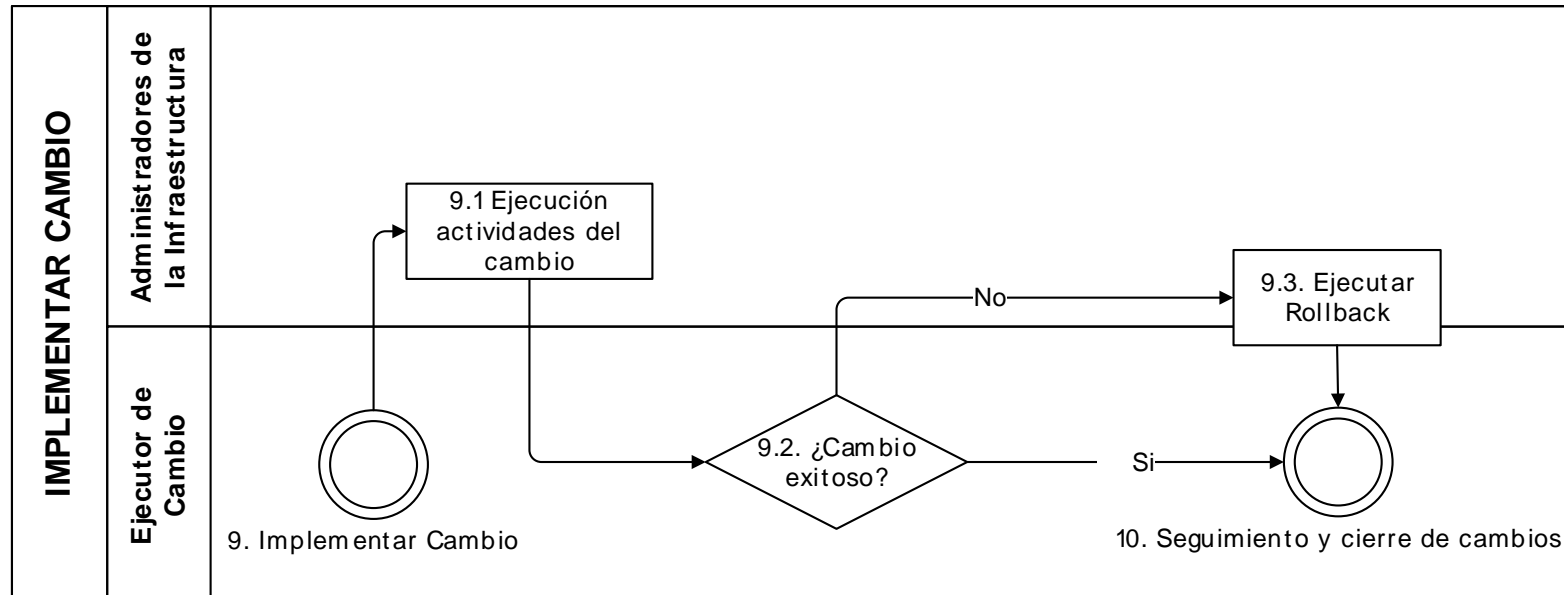 IMPLEMENTAR CAMBIO
Administradores de
la Infraestructura
9.1 Ejecución
actividades del
cambio
No
9.3. Ejecutar
Rollback
Ejecutor de
Cambio
9. Implementar Cambio
9.2. ¿Cambio
exitoso?
Si
10. Seguimiento y cierre de cambios